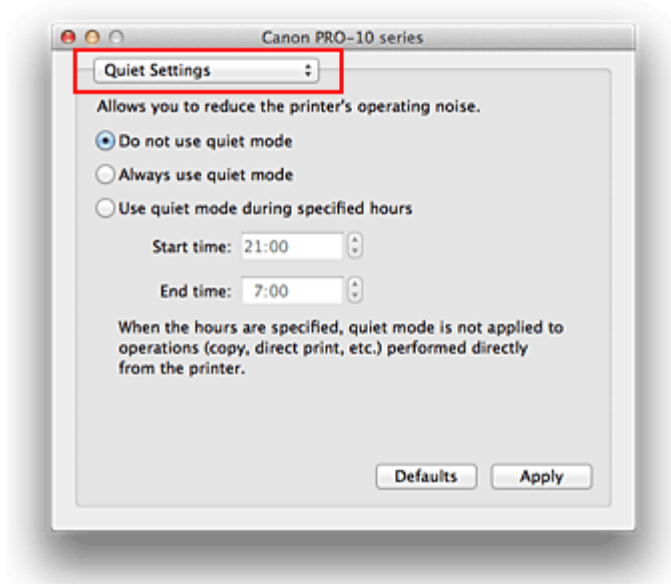 Canon PRO-10 series
Quiet Settings
Allows you to reduce the printer's operating noise.
Do not use quiet mode
Always use quiet mode
Use quiet mode during specified hours
Start time: 21:00
End time: 7:00
When the hours are specified, quiet mode is not applied to
operations (copy, direct print, etc.) performed directly
from the printer.
Defaults Apply